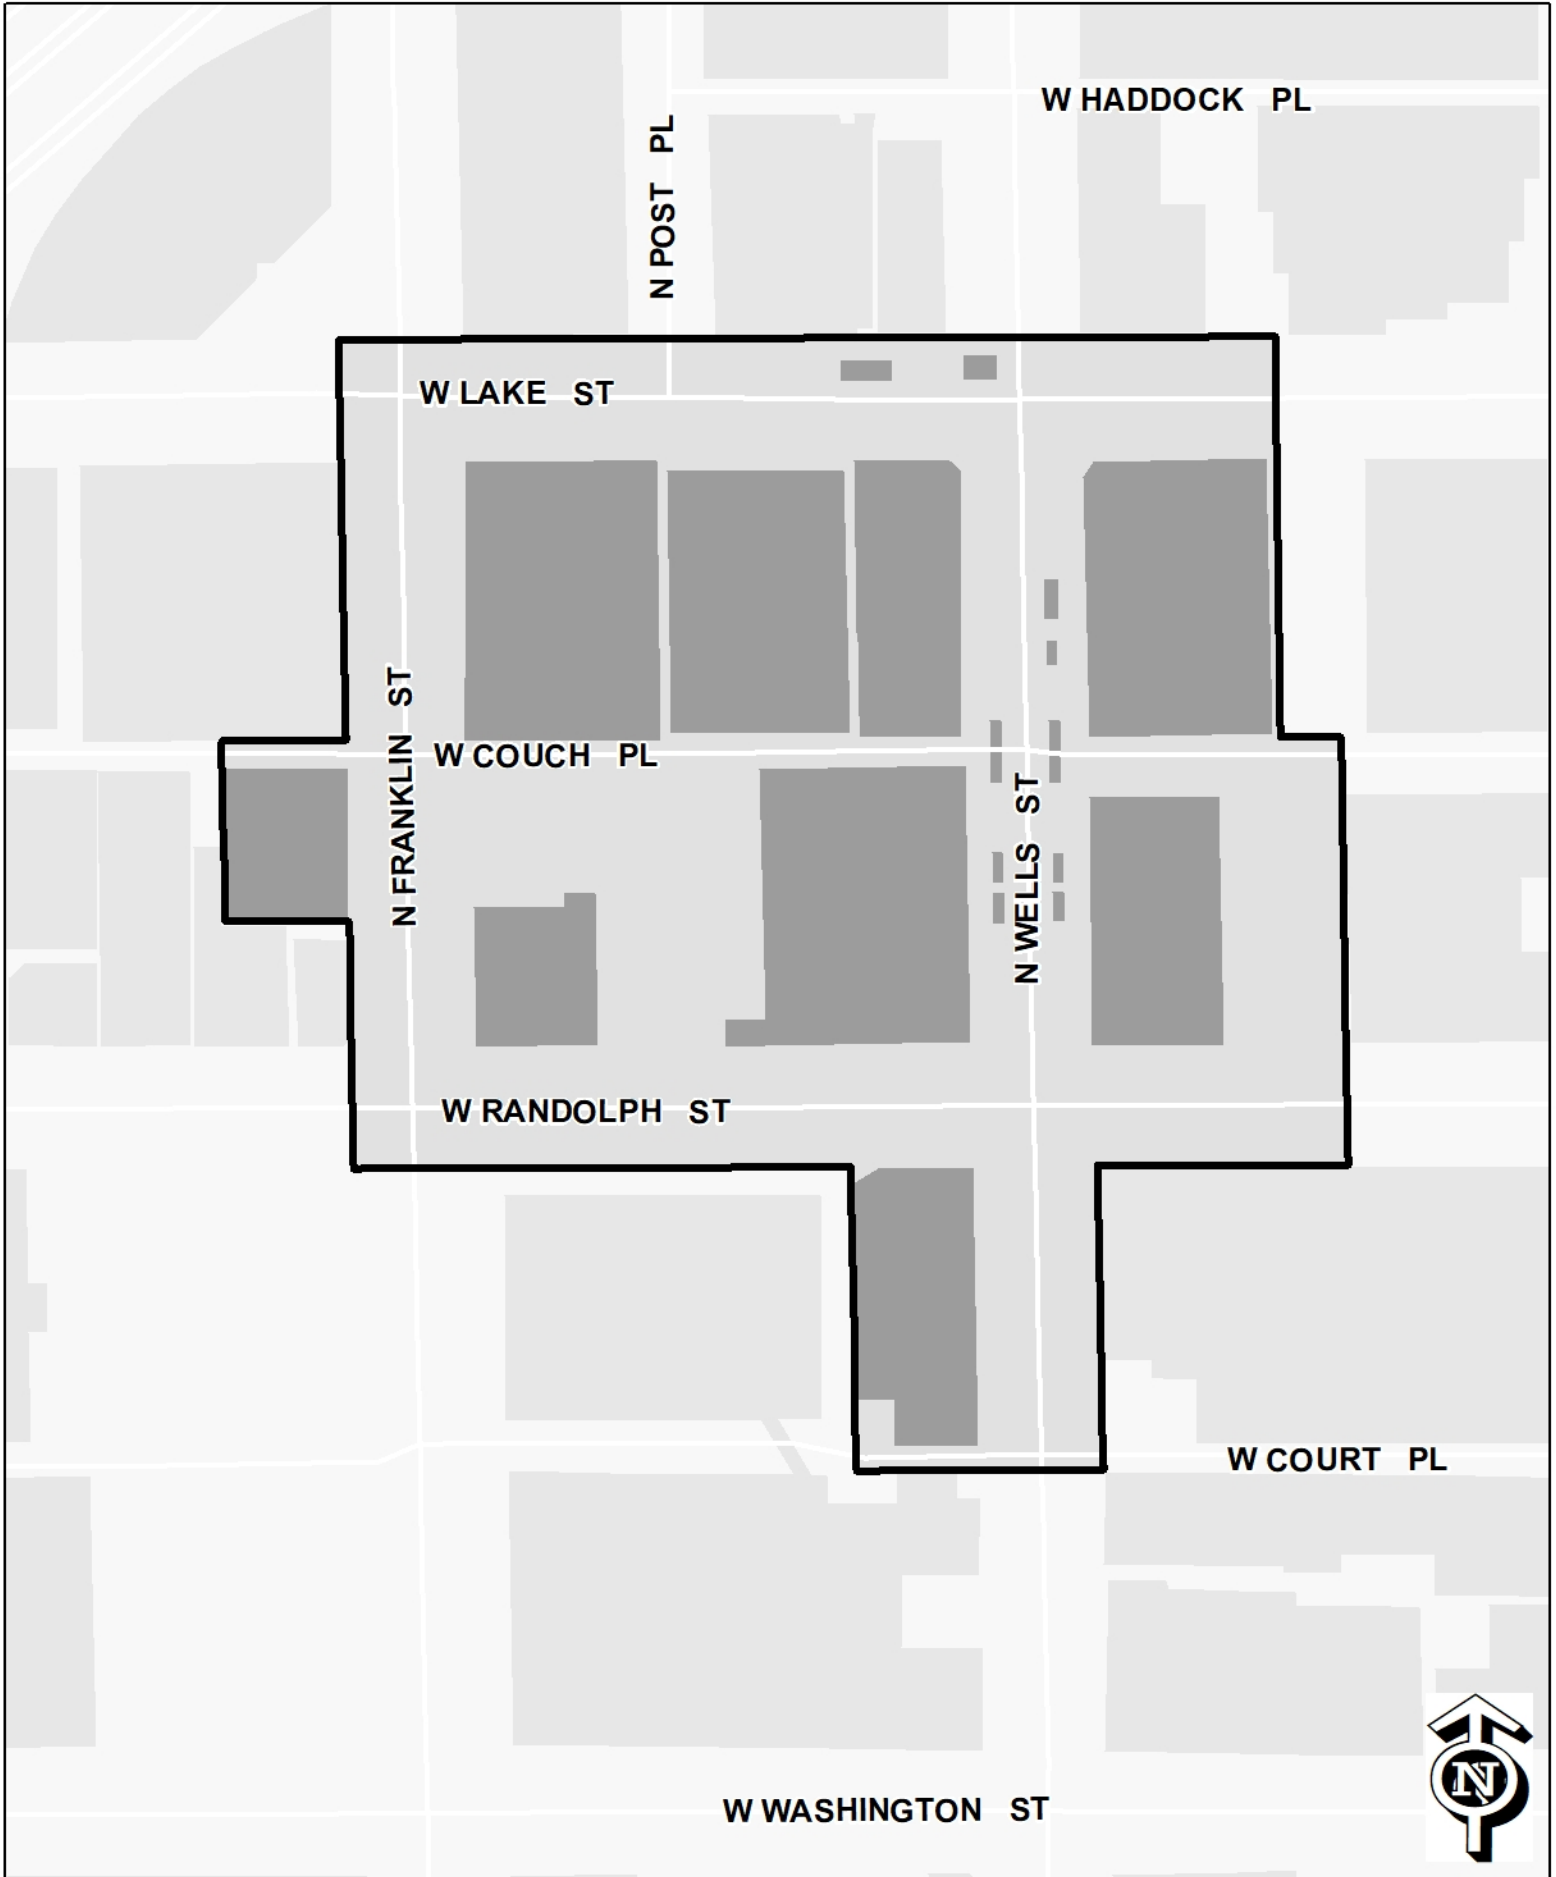 W HADDOCK PL
N POST PL
W LAKE ST
N FRANKLIN ST
W COUCH PL
N WELLS ST
W RANDOLPH ST
W COURT PL
W WASHINGTON ST
N